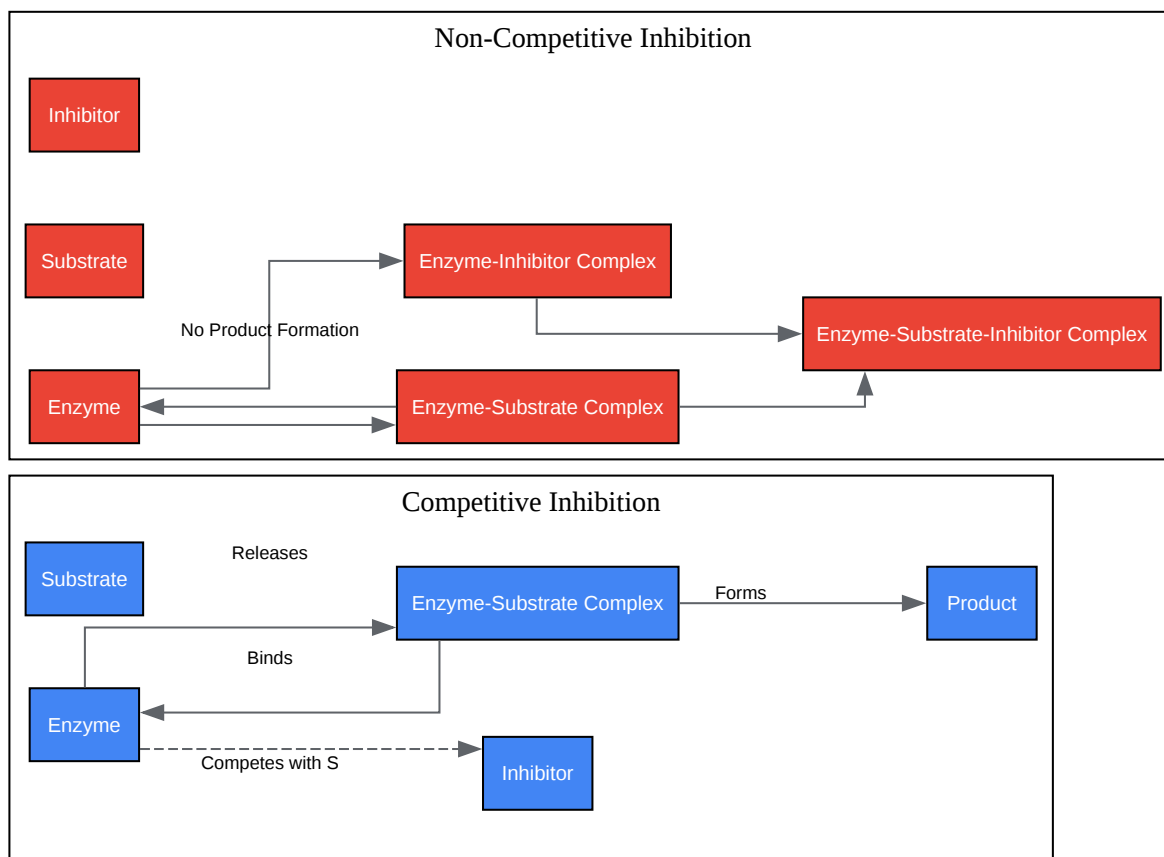 Non-Competitive Inhibition
Inhibitor
Substrate
Enzyme-Inhibitor Complex
No Product Formation
Enzyme-Substrate-Inhibitor Complex
Enzyme
Enzyme-Substrate Complex
Competitive Inhibition
Substrate
Releases
Enzyme-Substrate Complex
Forms
Product
Binds
Enzyme
Competes with S
Inhibitor